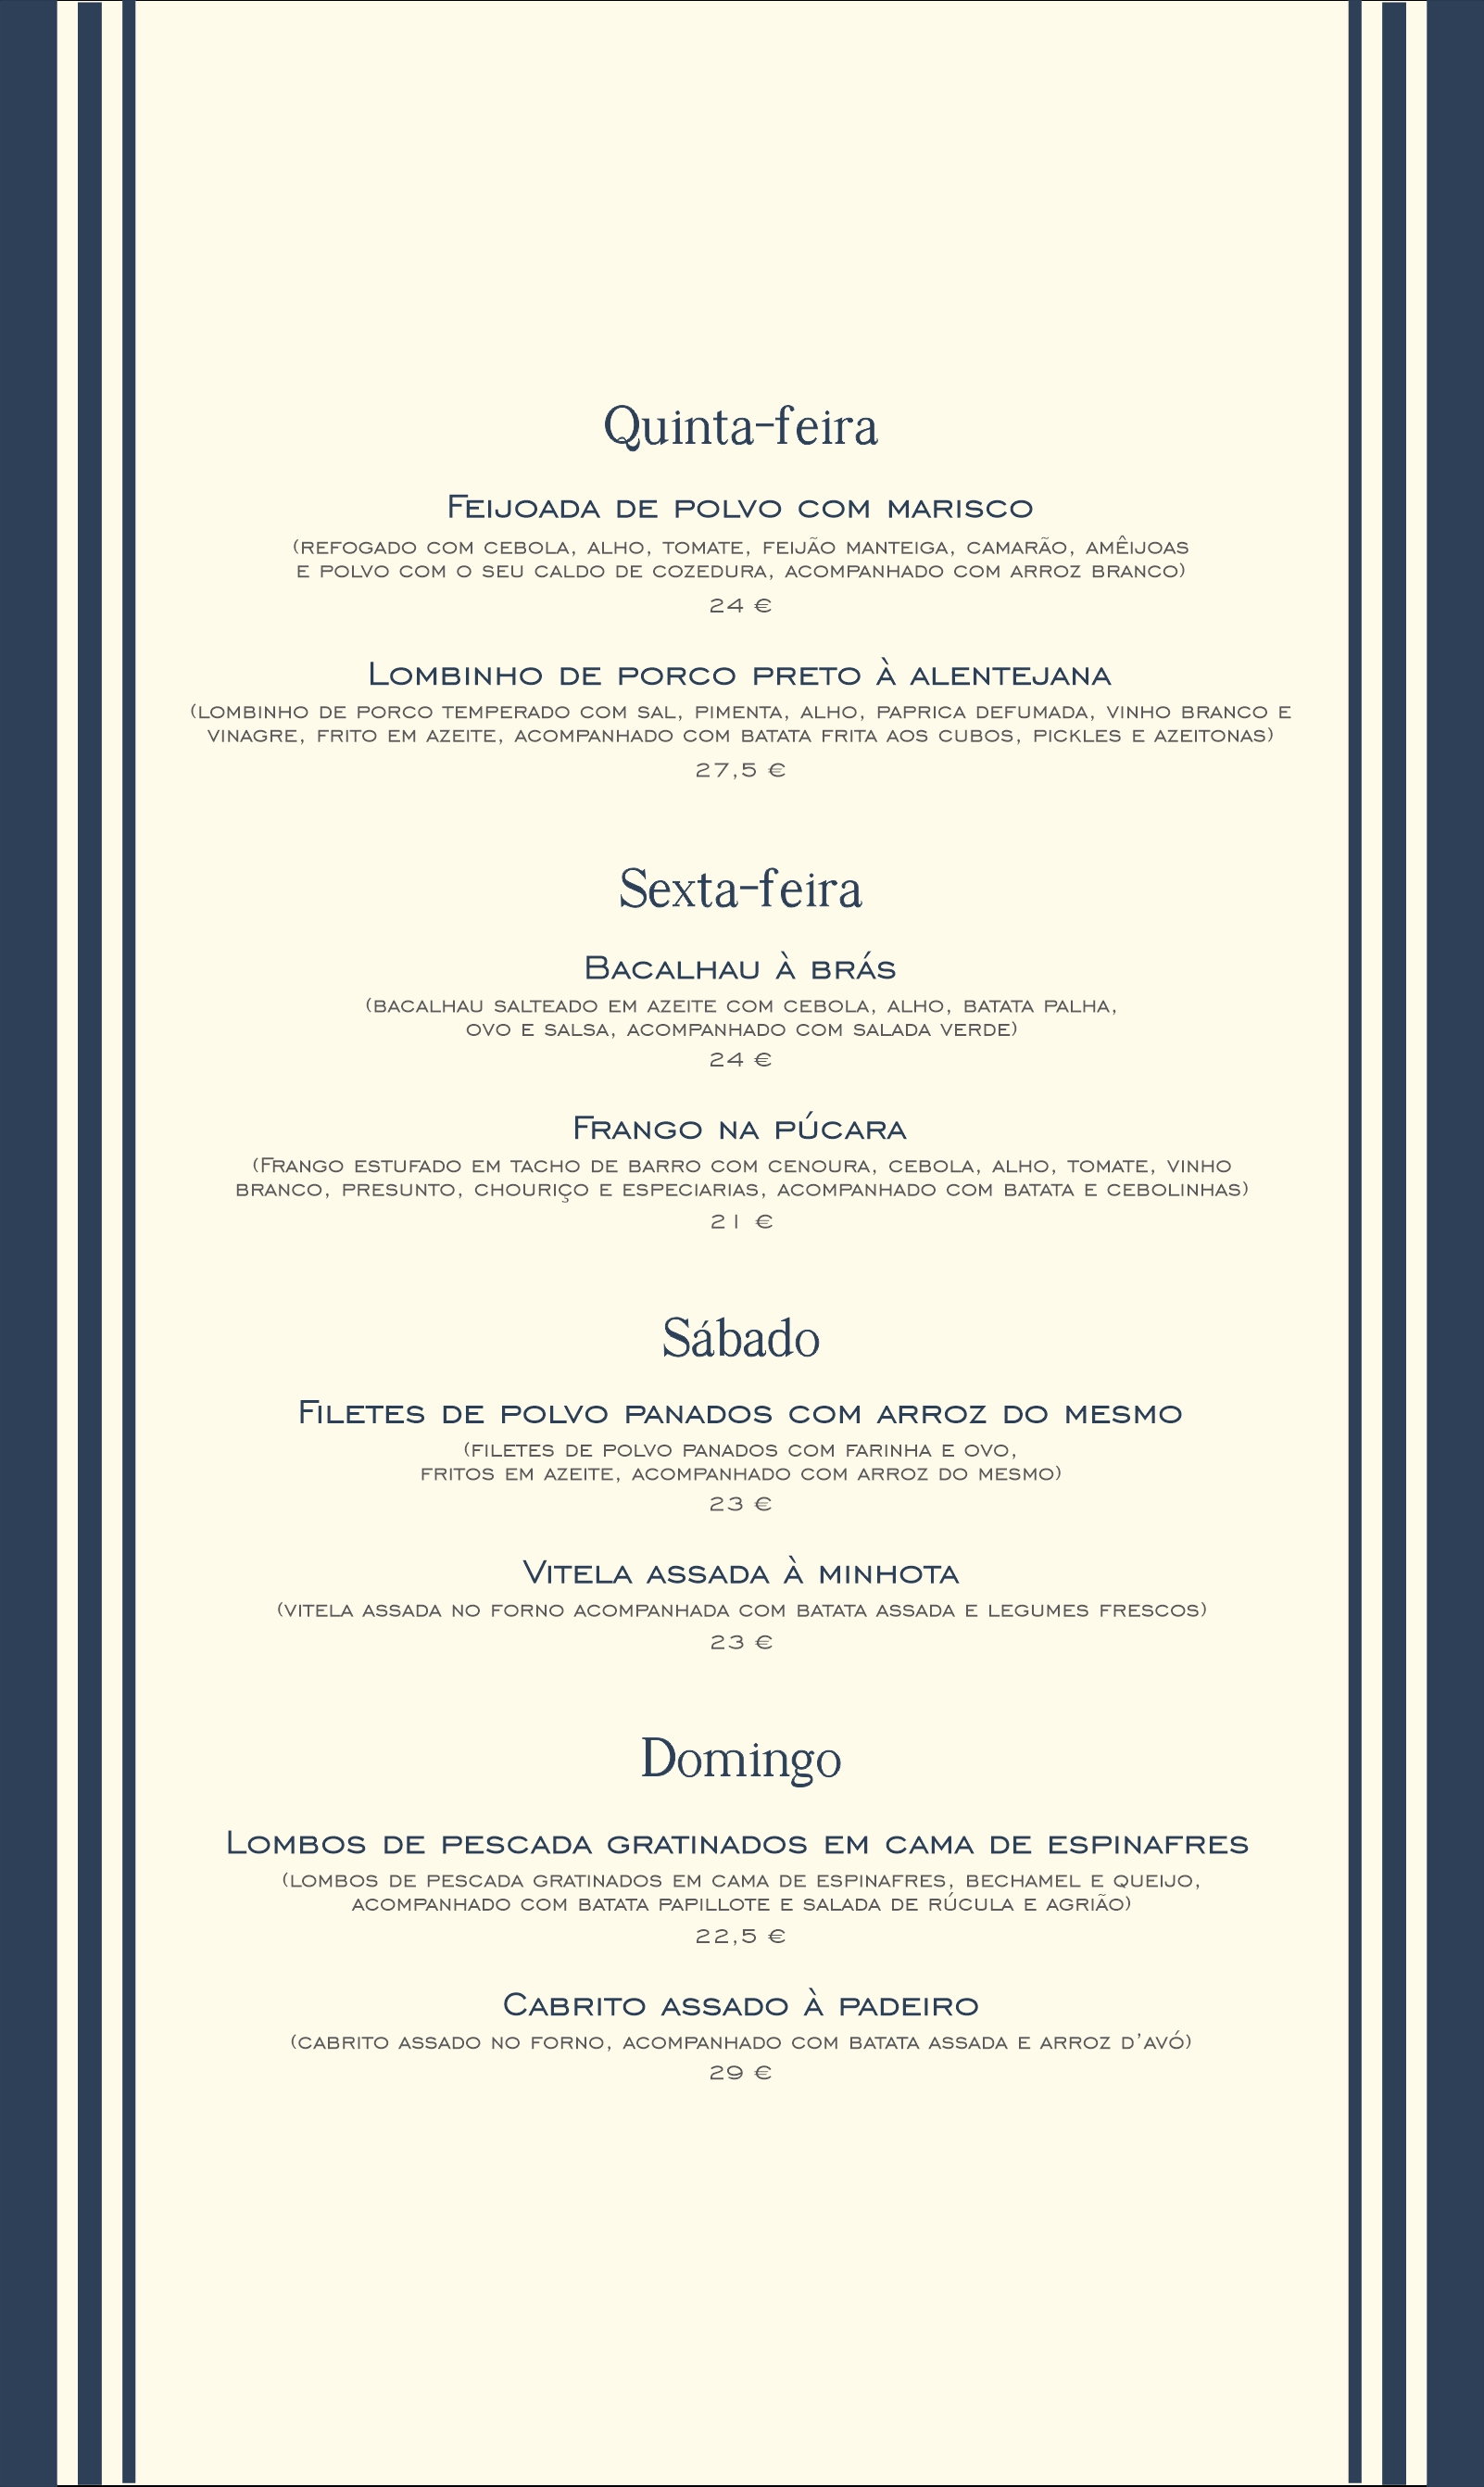 Quinta-feira
Feijoada de polvo com marisco
(refogado com cebola, alho, tomate, feijão manteiga, camarão, amêijoas
e polvo com o seu caldo de cozedura, acompanhado com arroz branco)
24 €
Lombinho de porco preto à alentejana
(lombinho de porco temperado com sal, pimenta, alho, paprica defumada, vinho branco e
vinagre, frito em azeite, acompanhado com batata frita aos cubos, pickles e azeitonas)
27,5 €
Sexta-feira
Bacalhau à brás
(bacalhau salteado em azeite com cebola, alho, batata palha,
ovo e salsa, acompanhado com salada verde)
24 €
Frango na púcara
(Frango estufado em tacho de barro com cenoura, cebola, alho, tomate, vinho
branco, presunto, chouriço e especiarias, acompanhado com batata e cebolinhas)
21 €
Sábado
Filetes de polvo panados com arroz do mesmo
(filetes de polvo panados com farinha e ovo,
fritos em azeite, acompanhado com arroz do mesmo)
23 €
Vitela assada à minhota
(vitela assada no forno acompanhada com batata assada e legumes frescos)
23 €
Domingo
Lombos de pescada gratinados em cama de espinafres
(lombos de pescada gratinados em cama de espinafres, bechamel e queijo,
acompanhado com batata papillote e salada de rúcula e agrião)
22,5 €
Cabrito assado à padeiro
(cabrito assado no forno, acompanhado com batata assada e arroz d'avó)
29 €